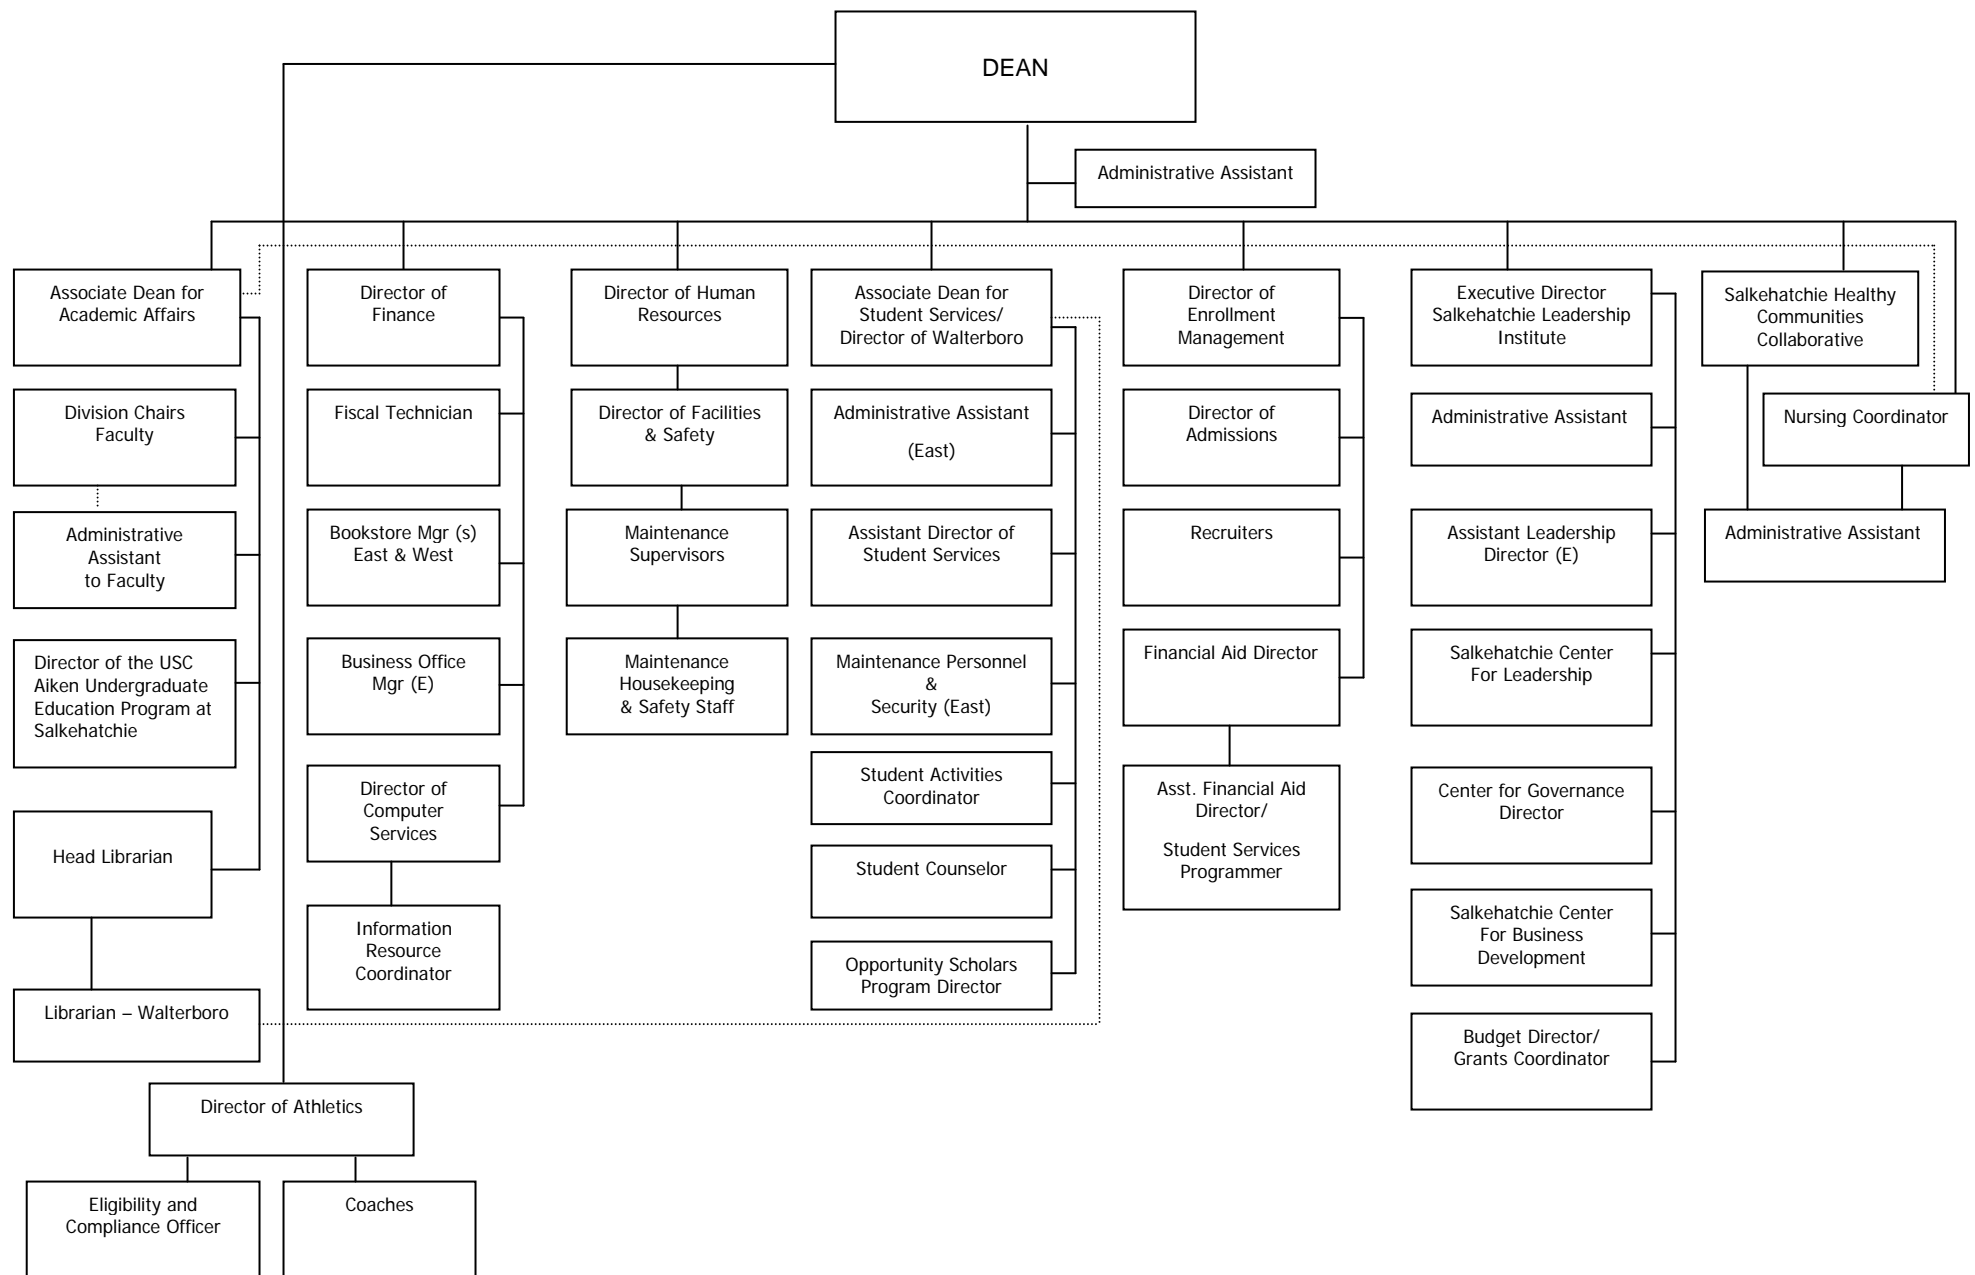 DEAN
Administrative Assistant
Associate Dean for
Academic Affairs
Division Chairs
Faculty
Administrative
Assistant
to Faculty
Director of the USC
Aiken Undergraduate
Education Program at
Salkehatchie
Head Librarian
Librarian – Walterboro
Director of Athletics
Eligibility and
Compliance Officer
Coaches
Director of
Finance
Fiscal Technician
Bookstore Mgr (s)
East & West
Business Office
Mgr (E)
Director of
Computer
Services
Information
Resource
Coordinator
Director of Human
Resources
Director of Facilities
& Safety
Maintenance
Supervisors
Maintenance
Housekeeping
& Safety Staff
Associate Dean for
Student Services/
Director of Walterboro
Administrative Assistant
(East)
Assistant Director of
Student Services
Maintenance Personnel
&
Security (East)
Student Activities
Coordinator
Student Counselor
Opportunity Scholars
Program Director
Director of
Enrollment
Management
Director of
Admissions
Recruiters
Financial Aid Director
Asst. Financial Aid
Director/
Student Services
Programmer
Executive Director
Salkehatchie Leadership
Institute
Administrative Assistant
Assistant Leadership
Director (E)
Salkehatchie Center
For Leadership
Center for Governance
Director
Salkehatchie Center
For Business
Development
Budget Director/
Grants Coordinator
Salkehatchie Healthy
Communities
Collaborative
Nursing Coordinator
Administrative Assistant